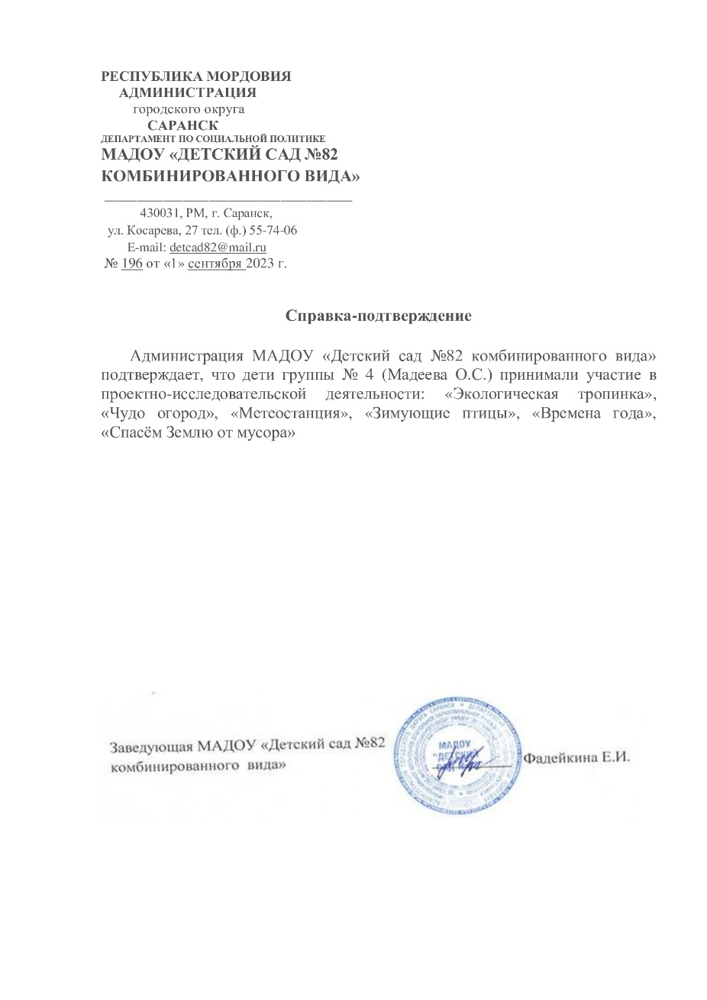 РЕСПУБЛИКА МОРДОВИЯ
АДМИНИСТРАЦИЯ
городского округа
САРАНСК
ДЕПАРТАМЕНТ ПО СОЦИАЛЬНОЙ ПОЛИТИКЕ
МАДОУ «ДЕТСКИЙ САД №82
КОМБИНИРОВАННОГО ВИДА»
430031, РМ, г. Саранск,
ул. Косарева, 27 тел. (ф.) 55-74-06
E-mail: detcad82@mail.ru
№ 196 от «1» сентября 2023 г.
Справка-подтверждение
Администрация МАДОУ «Детский сад №82 комбинированного вида»
подтверждает, что дети группы № 4 (Мадеева О.С.) принимали участие в
проектно-исследовательской деятельности: «Экологическая тропинка»,
«Чудо огород», «Метеостанция», «Зимующие птицы», «Времена года»,
«Спасём Землю от мусора»
Заведующая МАДОУ «Детский сад №82
комбинированного вида»
МАДОУ
"ДЕТСКИЙ
Фадейкина Е.И.